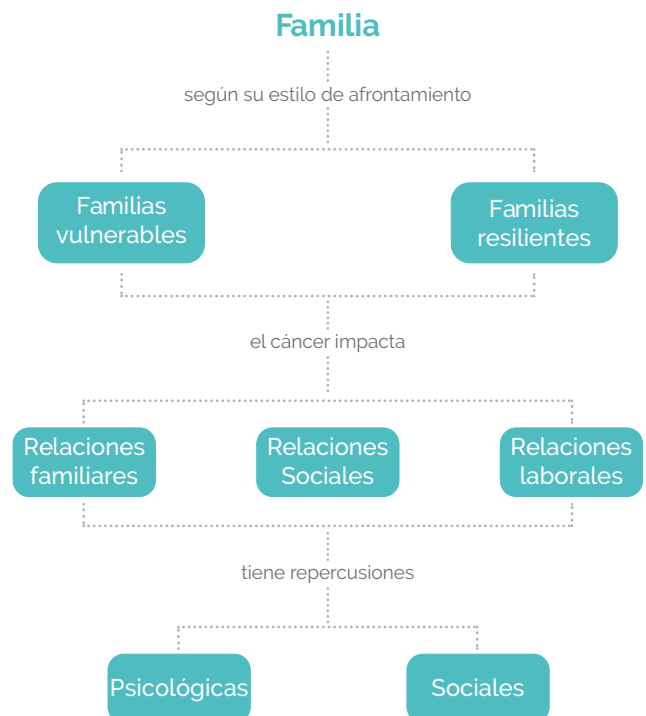 Familia
según su estilo de afrontamiento
Familias
vulnerables
Familias
resilientes
el cáncer impacta
Relaciones
familiares
Relaciones
Sociales
Relaciones
laborales
tiene repercusiones
Psicológicas
Sociales